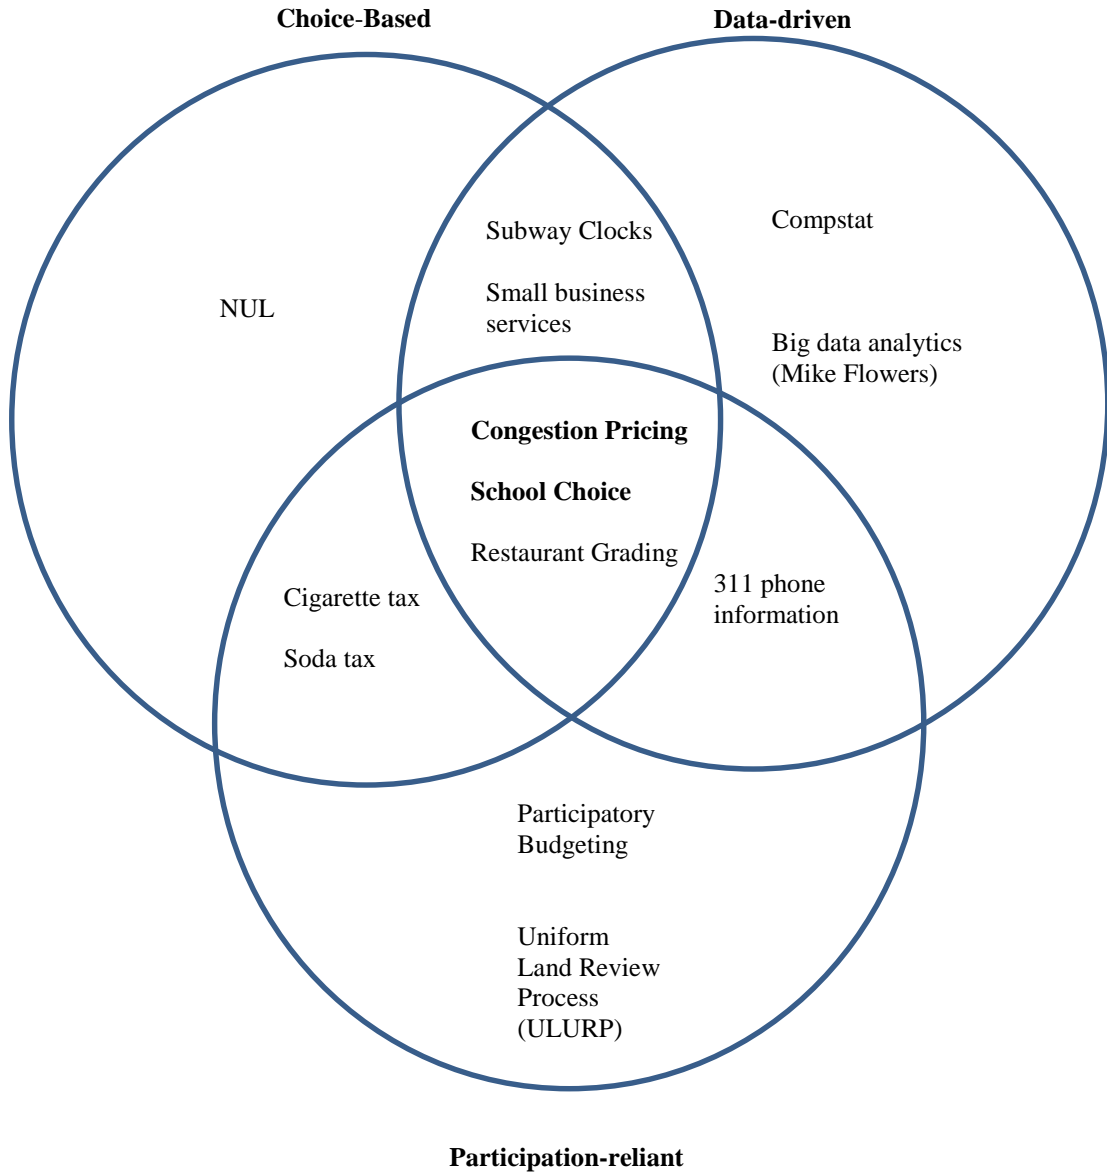 Choice-Based
Data-driven
Subway Clocks
Small business
services
Compstat
NUL
Big data analytics
(Mike Flowers)
Congestion Pricing
School Choice
Restaurant Grading
Cigarette tax
Soda tax
311 phone
information
Participatory
Budgeting
Uniform
Land Review
Process
(ULURP)
Participation-reliant